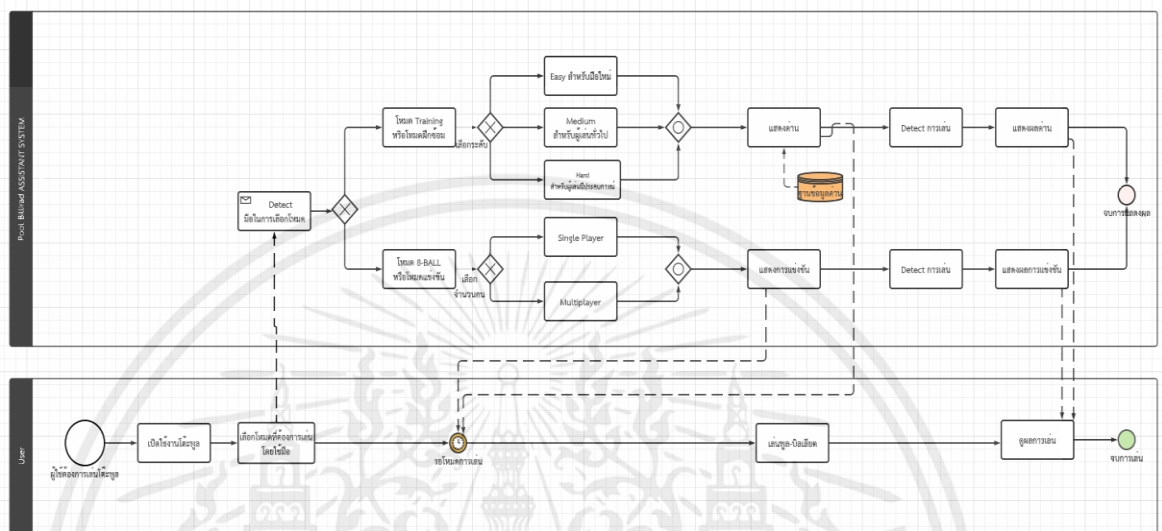 Pool Billirad ASSISTANT SYSTEM
Easy สำหรับมือใหม่
โหมด Training
หรือโหมดฝึกซ้อม
เลือกระดับ
Medium
สำหรับผู้เล่นทั่วไป
Hard
สำหรับผู้เล่นมีประสบการณ์
แสดงด่าน
Detect การเล่น
แสดงผลด่าน
ฐานข้อมูลด่าน
จบการแสดงผล
Detect
มือในการเลือกโหมด
โหมด 8-BALL
หรือโหมดแข่งขัน
เลือก
จำนวนคน
Single Player
Multiplayer
แสดงการแข่งขัน
Detect การเล่น
แสดงผลการแข่งขัน
User
ผู้ใช้ต้องการเล่นโต๊ะพูล
เปิดใช้งานโต๊ะพูล
เลือกโหมดที่ต้องการเล่น
โดยใช้มือ
รอโหมดการเล่น
เล่นพูล-บิลเลียด
ดูผลการเล่น
จบการเล่น